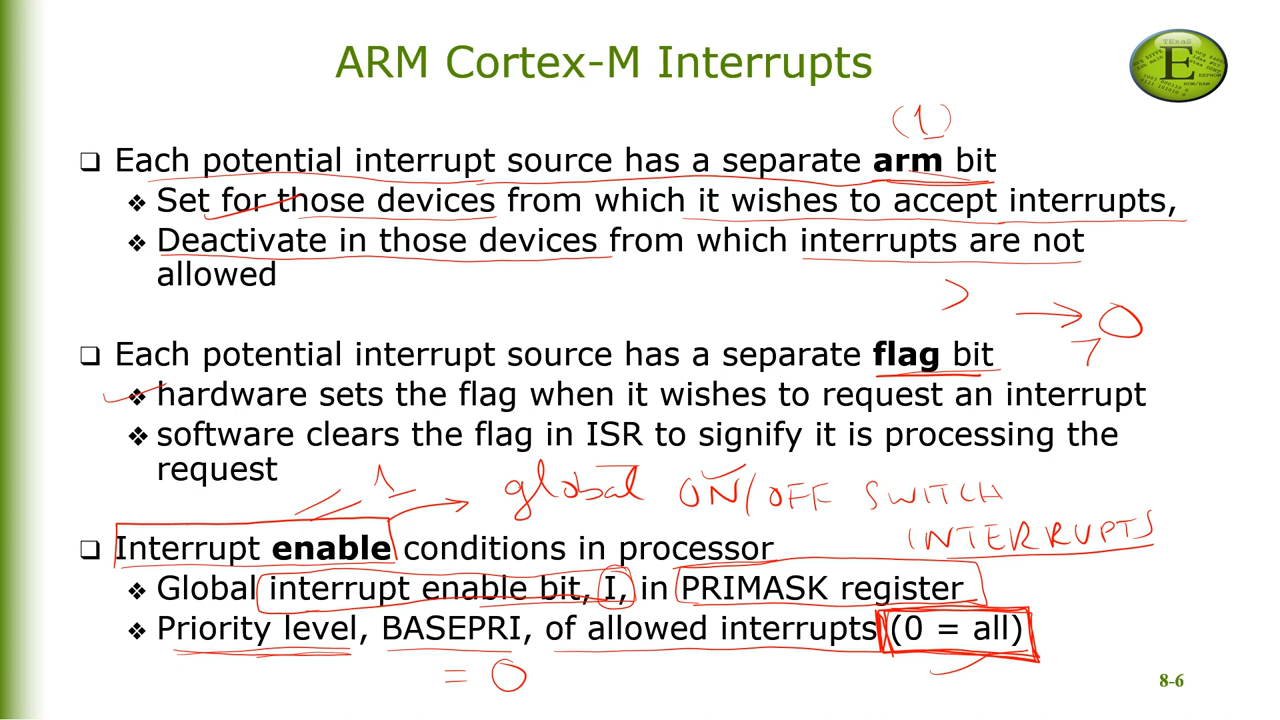 ARM Cortex-M Interrupts
TExaS
E
(1)
❑ Each potential interrupt source has a separate arm bit
❖ Set for those devices from which it wishes to accept interrupts,
❖ Deactivate in those devices from which interrupts are not
allowed
❑ Each potential interrupt source has a separate flag bit
❖ hardware sets the flag when it wishes to request an interrupt
❖ software clears the flag in ISR to signify it is processing the
request
1
global ON/OFF SWITCH
INTERRUPTS
❑ Interrupt enable conditions in processor
❖ Global interrupt enable bit, I, in PRIMASK register
❖ Priority level, BASEPRI, of allowed interrupts (0 = all)
= 0
8-6